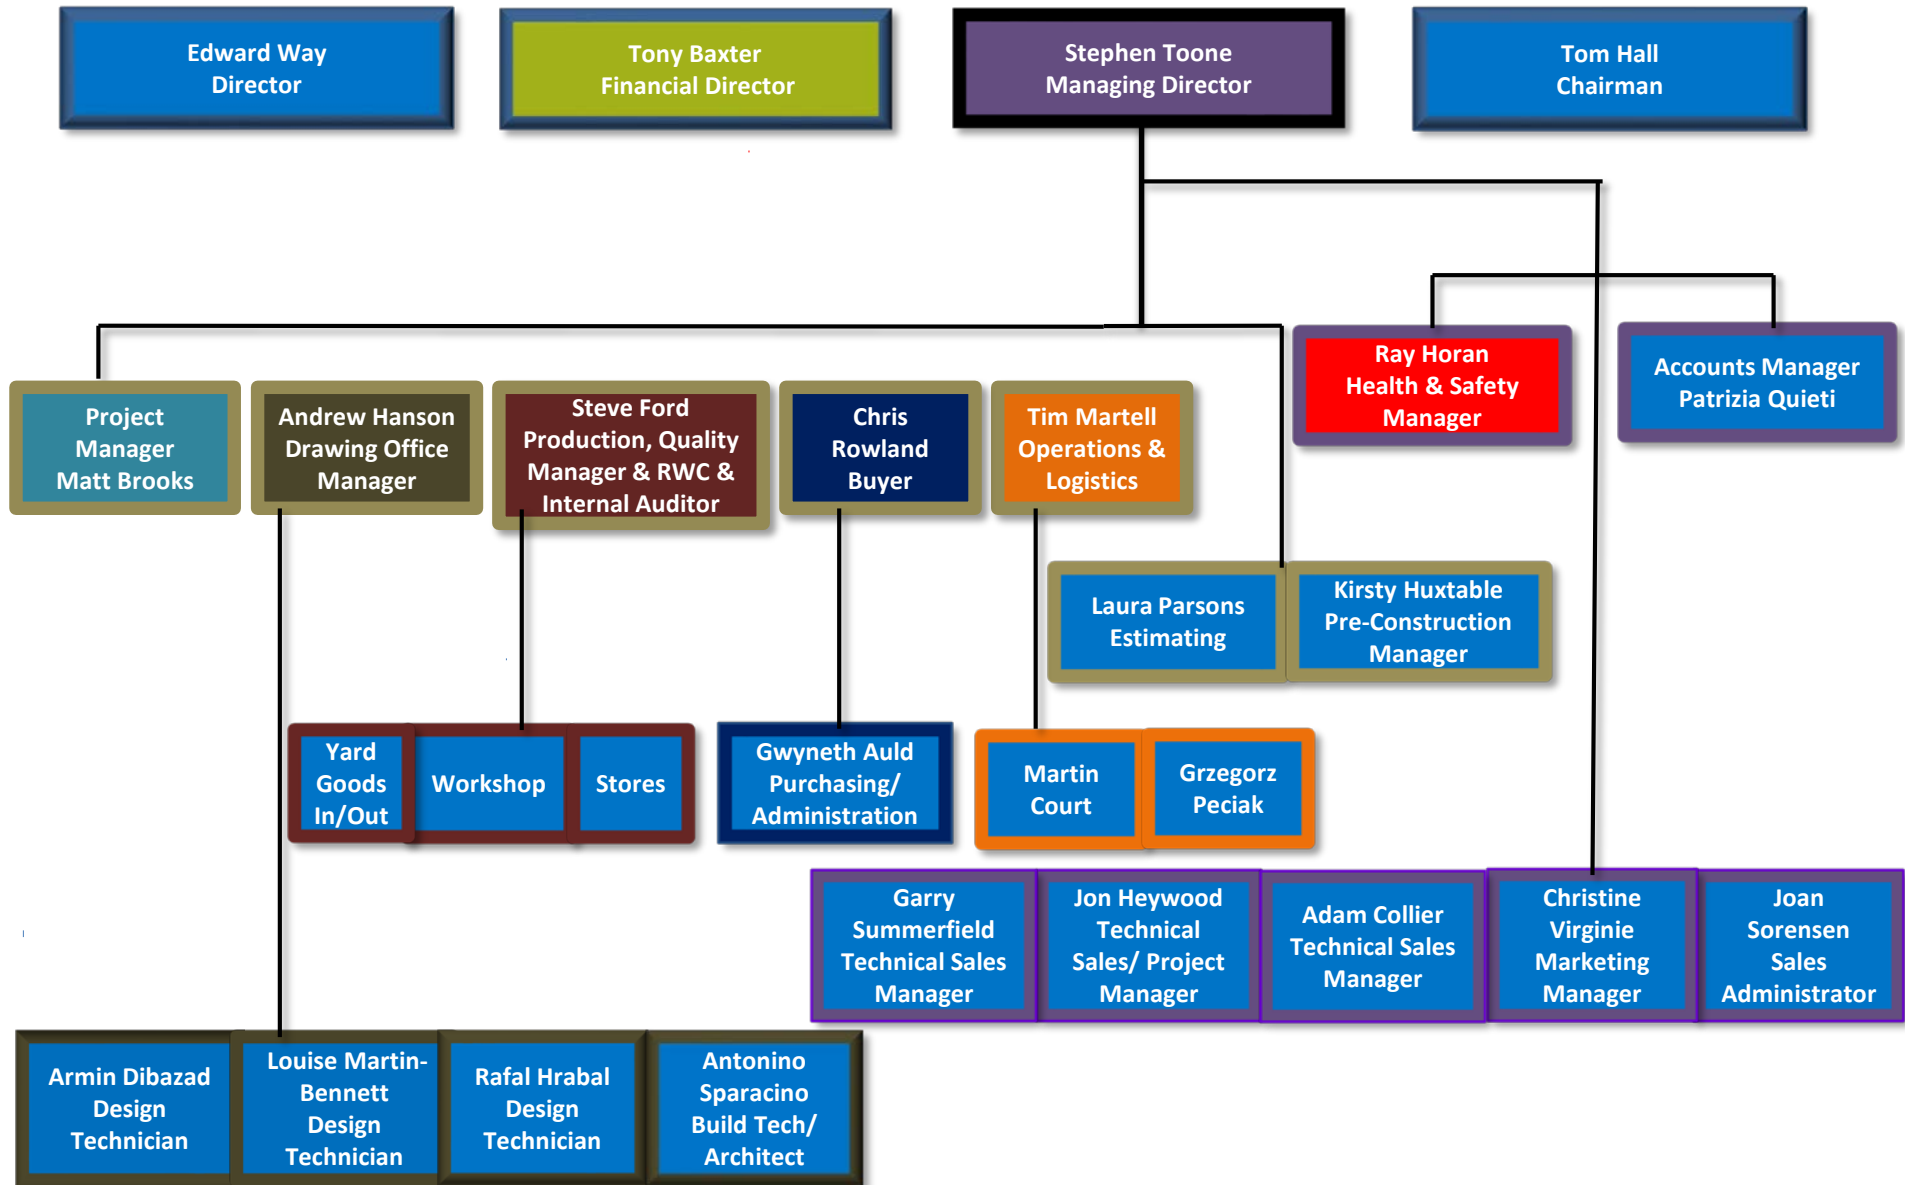 Edward Way
Director
Tony Baxter
Financial Director
Stephen Toone
Managing Director
Tom Hall
Chairman
Ray Horan
Health & Safety
Manager
Accounts Manager
Patrizia Quieti
Project
Manager
Matt Brooks
Andrew Hanson
Drawing Office
Manager
Steve Ford
Production, Quality
Manager & RWC &
Internal Auditor
Chris
Rowland
Buyer
Tim Martell
Operations &
Logistics
Laura Parsons
Estimating
Kirsty Huxtable
Pre-Construction
Manager
Yard
Goods
In/Out
Workshop
Stores
Gwyneth Auld
Purchasing/
Administration
Martin
Court
Grzegorz
Peciak
Garry
Summerfield
Technical Sales
Manager
Jon Heywood
Technical
Sales/ Project
Manager
Adam Collier
Technical Sales
Manager
Christine
Virginie
Marketing
Manager
Joan
Sorensen
Sales
Administrator
Armin Dibazad
Design
Technician
Louise Martin-
Bennett
Design
Technician
Rafal Hrabal
Design
Technician
Antonino
Sparacino
Build Tech/
Architect